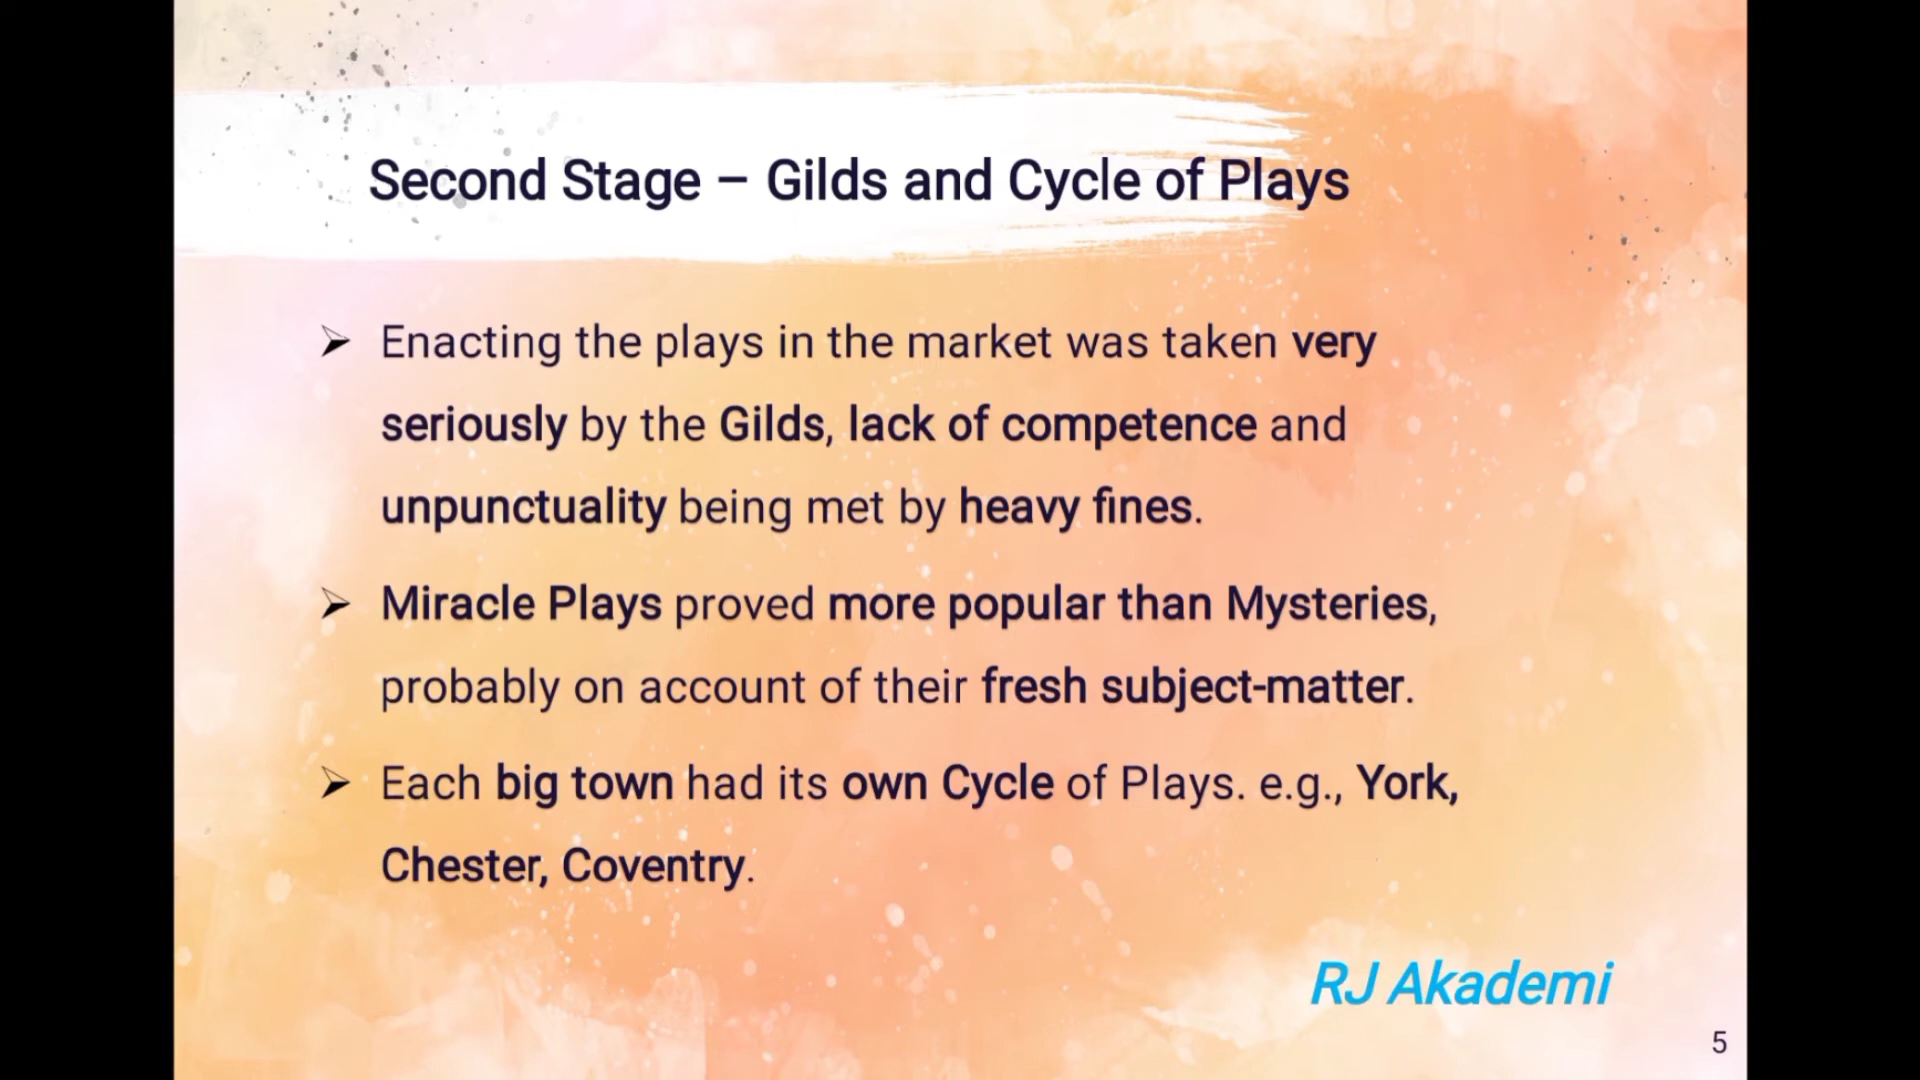 Second Stage – Gilds and Cycle of Plays
➢ Enacting the plays in the market was taken very
seriously by the Gilds, lack of competence and
unpunctuality being met by heavy fines.
➢ Miracle Plays proved more popular than Mysteries,
probably on account of their fresh subject-matter.
➢ Each big town had its own Cycle of Plays. e.g., York,
Chester, Coventry.
RJ Akademi
5